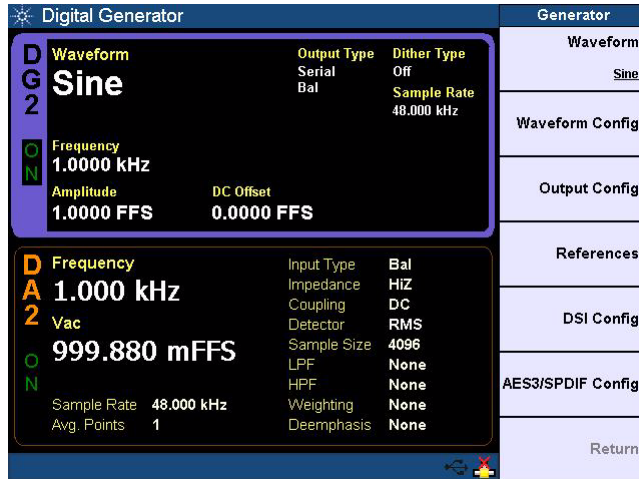 Digital Generator
DG2
ON
Waveform
Sine
Output Type
Serial
Bal
Dither Type
Off
Sample Rate
48.000 kHz
Frequency
1.0000 kHz
Amplitude
1.0000 FFS
DC Offset
0.0000 FFS
DA2
ON
Frequency
1.000 kHz
Vac
999.880 mFFS
Sample Rate 48.000 kHz
Avg. Points 1
Input Type Bal
Impedance HiZ
Coupling DC
Detector RMS
Sample Size 4096
LPF None
HPF None
Weighting None
Deemphasis None
Generator
Waveform
Sine
Waveform Config
Output Config
References
DSI Config
AES3/SPDIF Config
Return